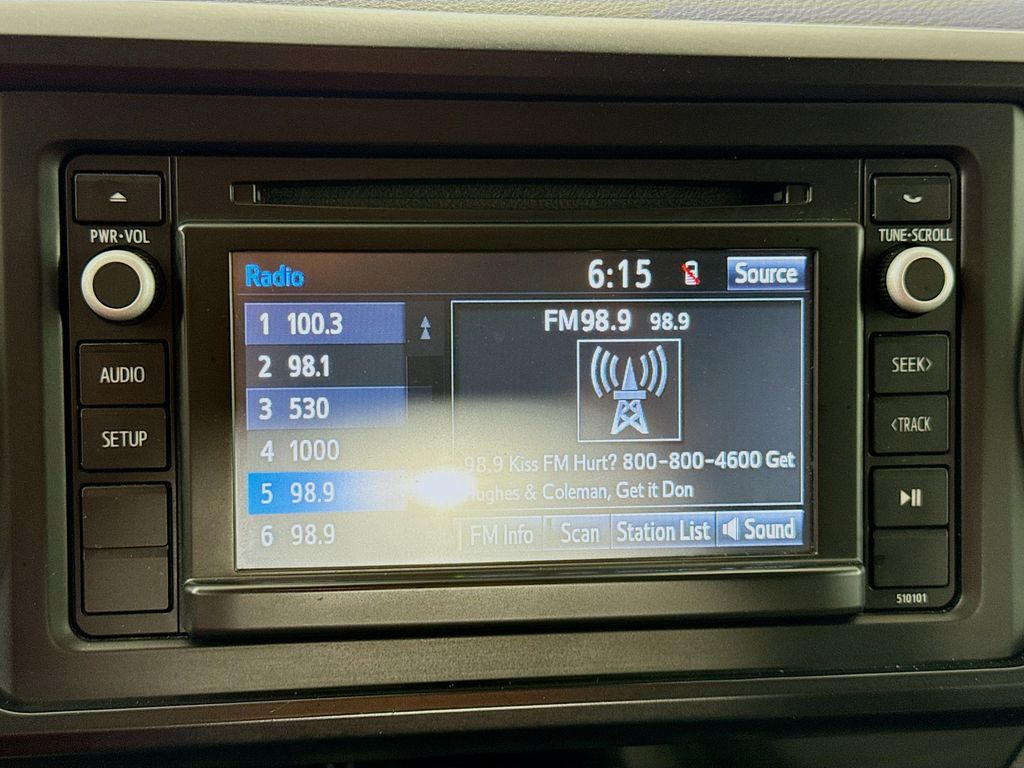 PWR•VOL
TUNE•SCROLL
AUDIO
SETUP
Radio 6:15 Source
1 100.3
2 98.1
3 530
4 1000
5 98.9
6 98.9
FM98.9 98.9
98.9 Kiss FM Hurt? 800-800-4600 Get
Hughes & Coleman, Get it Don
FM Info Scan Station List Sound
SEEK>
<TRACK
510101